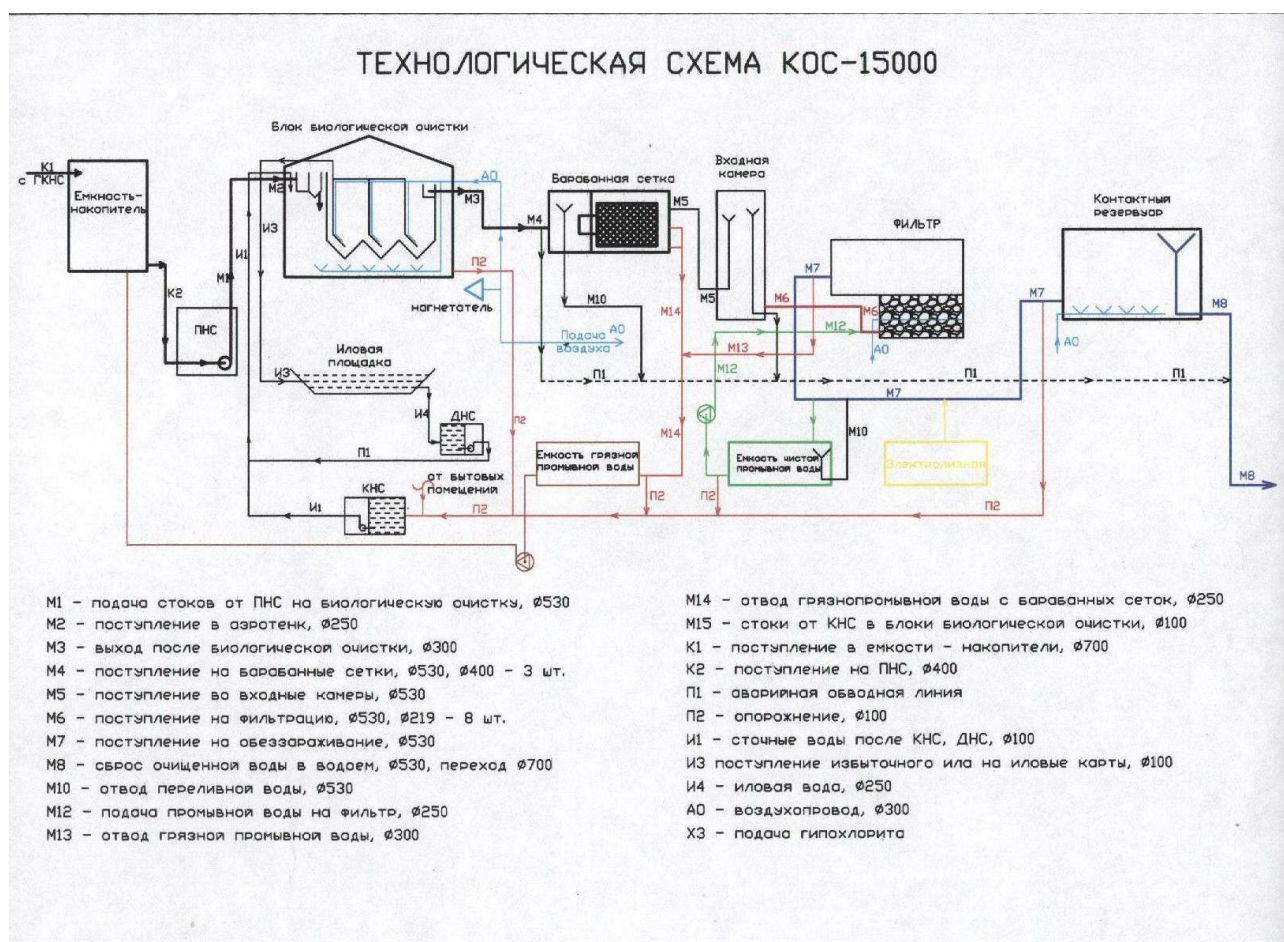 ТЕХНОЛОГИЧЕСКАЯ СХЕМА КОС-15000
Блок биологической очистки
К1
с ГКНС
Емкость-
накопитель
М2
АО
М3
Барабанная сетка
Входная
камера
М5
М4
Контактный
резервуар
ФИЛЬТР
И1
И3
М1
К2
П2
М10
М5
М14
М7
М6
М6
М7
М8
нагнетатель
ПНС
Подача АО
воздуха
М12
М13
М12
АО
АО
Иловая
площадка
И3
П1
П1
П1
М7
И4
ДНС
П2
П1
М14
М10
Емкость грязной
промывной воды
Емкость чистой
промывной воды
Электролизная
от бытовых
помещений
КНС
И1
П2
П2
П2
П2
М8
М1 - подача стоков от ПНС на биологическую очистку, ø530
М2 - поступление в аэротенк, ø250
М3 - выход после биологической очистки, ø300
М4 - поступление на барабанные сетки, ø530, ø400 - 3 шт.
М5 - поступление во входные камеры, ø530
М6 - поступление на фильтрацию, ø530, ø219 - 8 шт.
М7 - поступление на обеззараживание, ø530
М8 - сброс очищенной воды в водоем, ø530, переход ø700
М10 - отвод переливной воды, ø530
М12 - подача промывной воды на фильтр, ø250
М13 - отвод грязной промывной воды, ø300
М14 - отвод грязнопромывной воды с барабанных сеток, ø250
М15 - стоки от КНС в блоки биологической очистки, ø100
К1 - поступление в емкости - накопители, ø700
К2 - поступление на ПНС, ø400
П1 - аварийная обводная линия
П2 - опорожнение, ø100
И1 - сточные воды после КНС, ДНС, ø100
И3 поступление избыточного ила на иловые карты, ø100
И4 - иловая вода, ø250
АО - воздухопровод, ø300
Х3 - подача гипохлорита